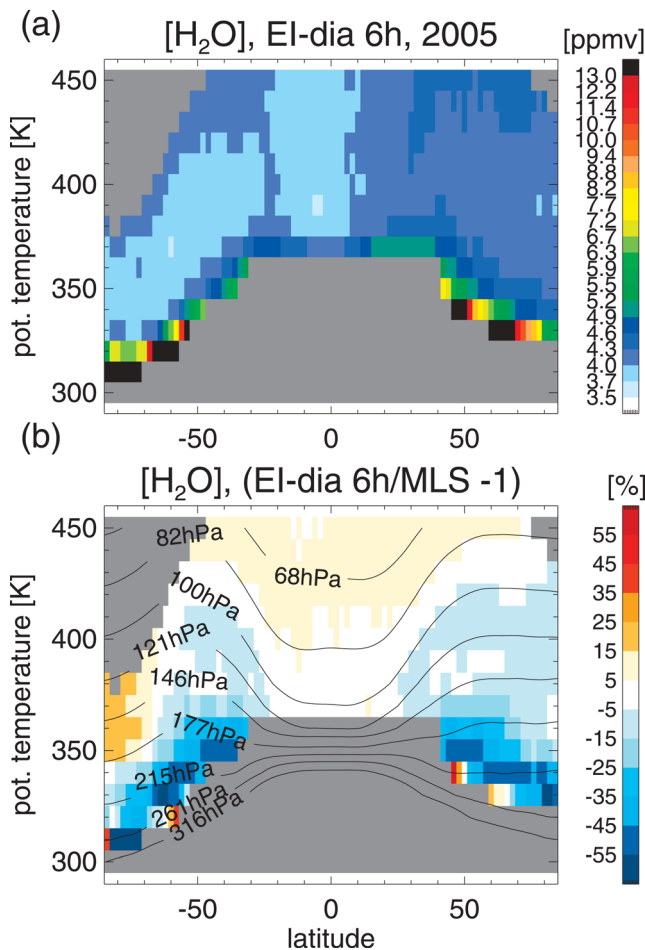 (a)
[H₂O], EI-dia 6h, 2005
[ppmv]
pot. temperature [K]
450
400
350
300
-50
0
50
13.0
12.2
11.4
10.7
10.0
9.4
8.8
8.2
7.7
7.2
6.7
6.3
5.9
5.5
5.2
4.9
4.6
4.3
4.0
3.7
3.5
(b)
[H₂O], (EI-dia 6h/MLS -1)
[%]
pot. temperature [K]
450
400
350
300
82hPa
68hPa
100hPa
121hPa
146hPa
177hPa
215hPa
261hPa
316hPa
-50
0
50
latitude
55
45
35
25
15
5
-5
-15
-25
-35
-45
-55